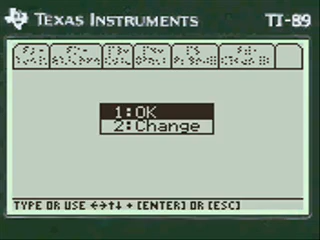 TEXAS INSTRUMENTS TI-89
1:OK
2:Change
TYPE OR USE ←→↑↓ + [ENTER] OR [ESC]